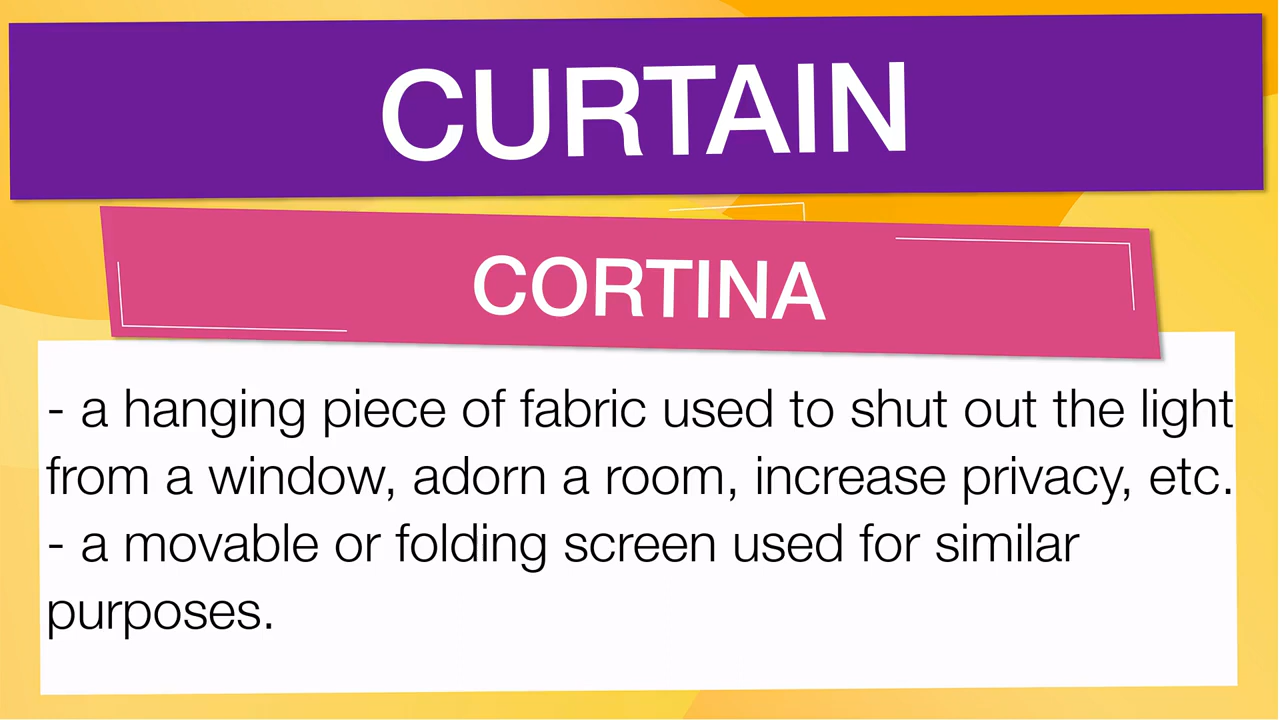 CURTAIN
CORTINA
- a hanging piece of fabric used to shut out the light
from a window, adorn a room, increase privacy, etc.
- a movable or folding screen used for similar
purposes.